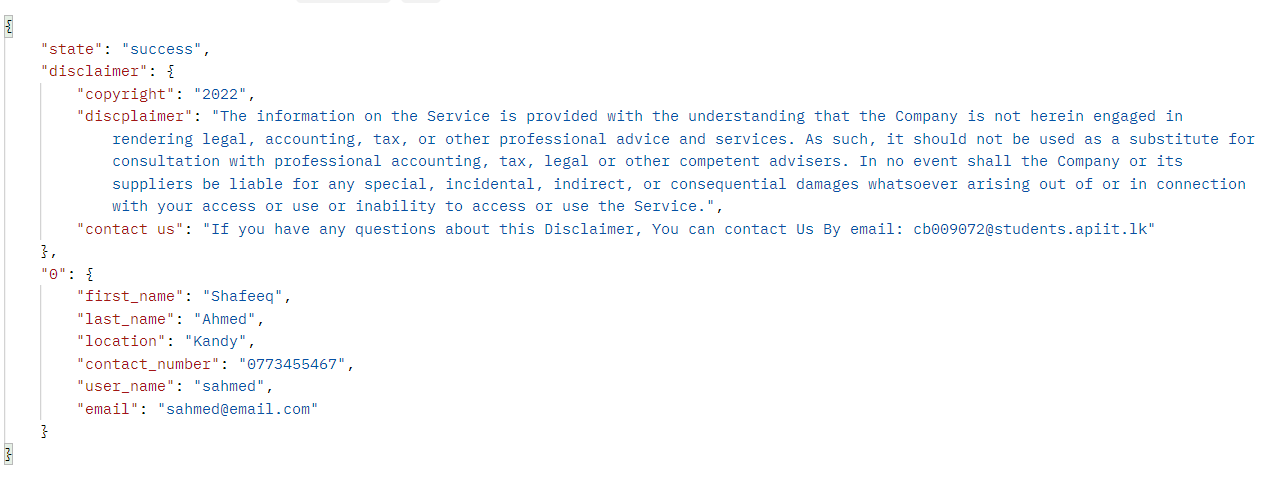 {
"state": "success",
"disclaimer": {
"copyright": "2022",
"discplaimer": "The information on the Service is provided with the understanding that the Company is not herein engaged in
rendering legal, accounting, tax, or other professional advice and services. As such, it should not be used as a substitute for
consultation with professional accounting, tax, legal or other competent advisers. In no event shall the Company or its
suppliers be liable for any special, incidental, indirect, or consequential damages whatsoever arising out of or in connection
with your access or use or inability to access or use the Service.",
"contact us": "If you have any questions about this Disclaimer, You can contact Us By email: cb009072@students.apiit.lk"
},
"0": {
"first_name": "Shafeeq",
"last_name": "Ahmed",
"location": "Kandy",
"contact_number": "0773455467",
"user_name": "sahmed",
"email": "sahmed@email.com"
}
}